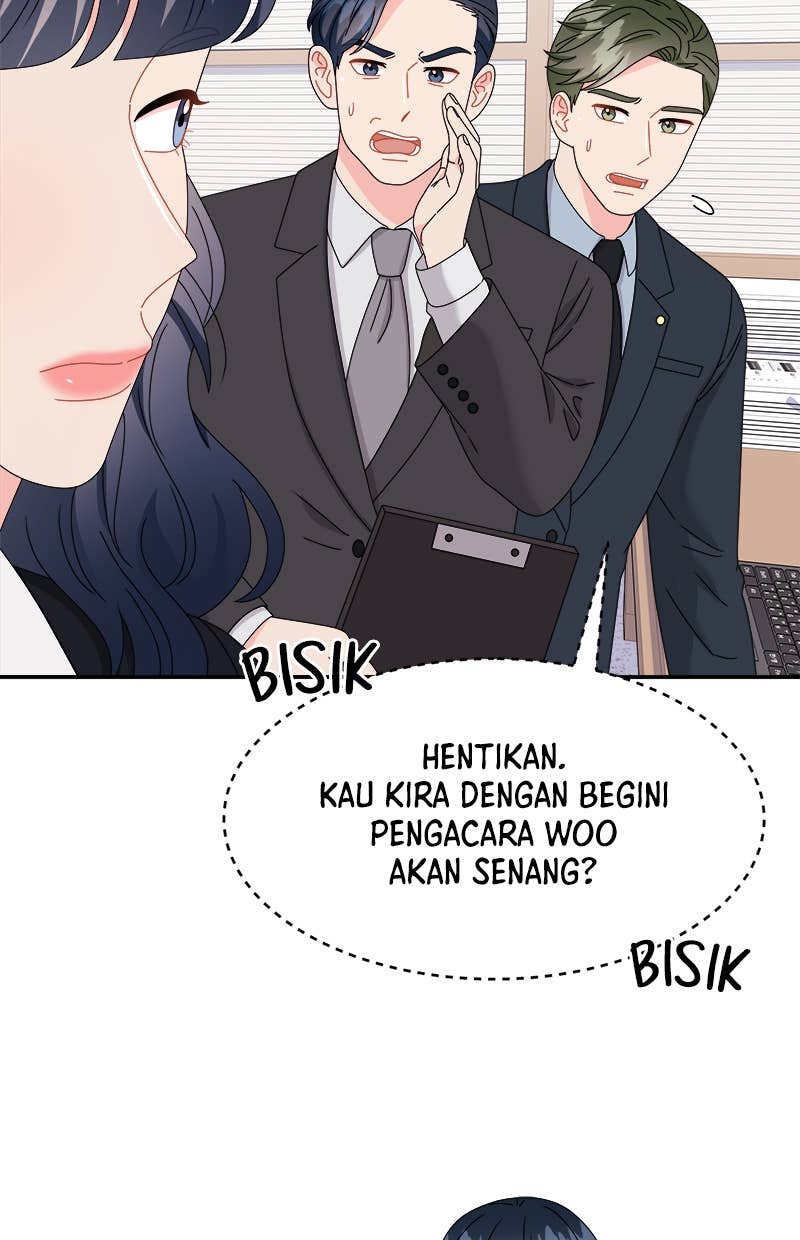 BISIK
HENTIKAN.
KAU KIRA DENGAN BEGINI
PENGACARA WOO
AKAN SENANG?
BISIK